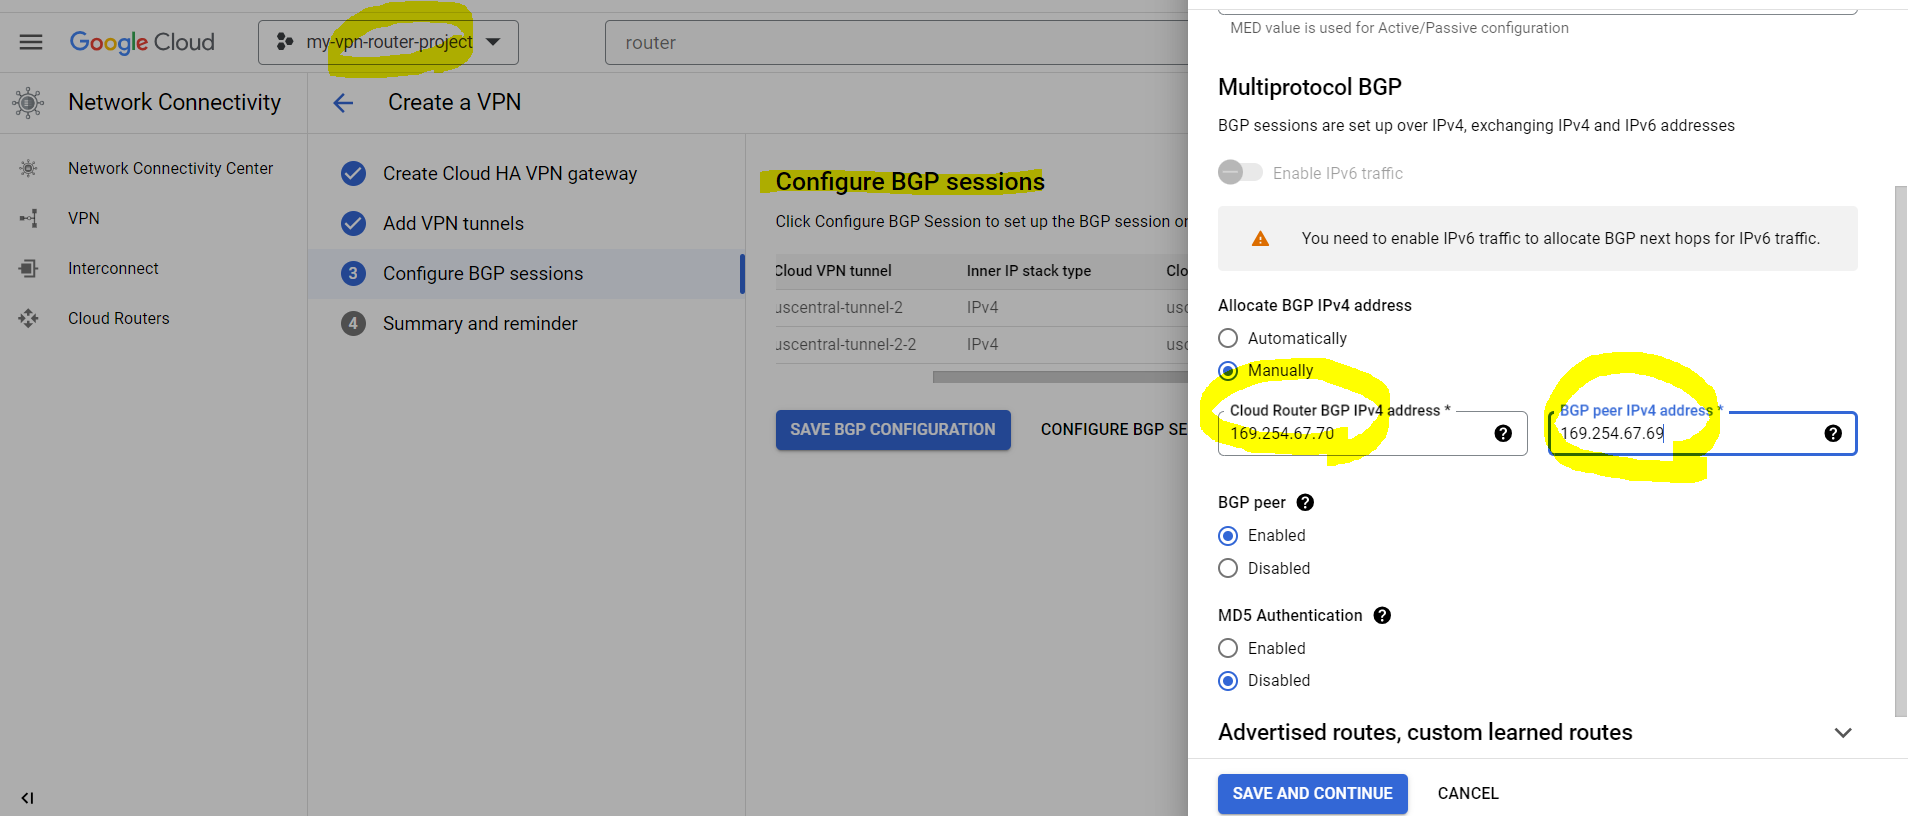 Google Cloud
my-vpn-router-project
router
Network Connectivity
Create a VPN
Network Connectivity Center
VPN
Interconnect
Cloud Routers
Create Cloud HA VPN gateway
Add VPN tunnels
3 Configure BGP sessions
4 Summary and reminder
Configure BGP sessions
Click Configure BGP Session to set up the BGP session
Cloud VPN tunnel Inner IP stack type Clo
uscentral-tunnel-2 IPv4 usc
uscentral-tunnel-2-2 IPv4 usc
SAVE BGP CONFIGURATION CONFIGURE BGP SE
MED value is used for Active/Passive configuration
Multiprotocol BGP
BGP sessions are set up over IPv4, exchanging IPv4 and IPv6 addresses
Enable IPv6 traffic
You need to enable IPv6 traffic to allocate BGP next hops for IPv6 traffic.
Allocate BGP IPv4 address
Automatically
Manually
Cloud Router BGP IPv4 address * BGP peer IPv4 address *
169.254.67.70 169.254.67.69
BGP peer
Enabled
Disabled
MD5 Authentication
Enabled
Disabled
Advertised routes, custom learned routes
SAVE AND CONTINUE CANCEL